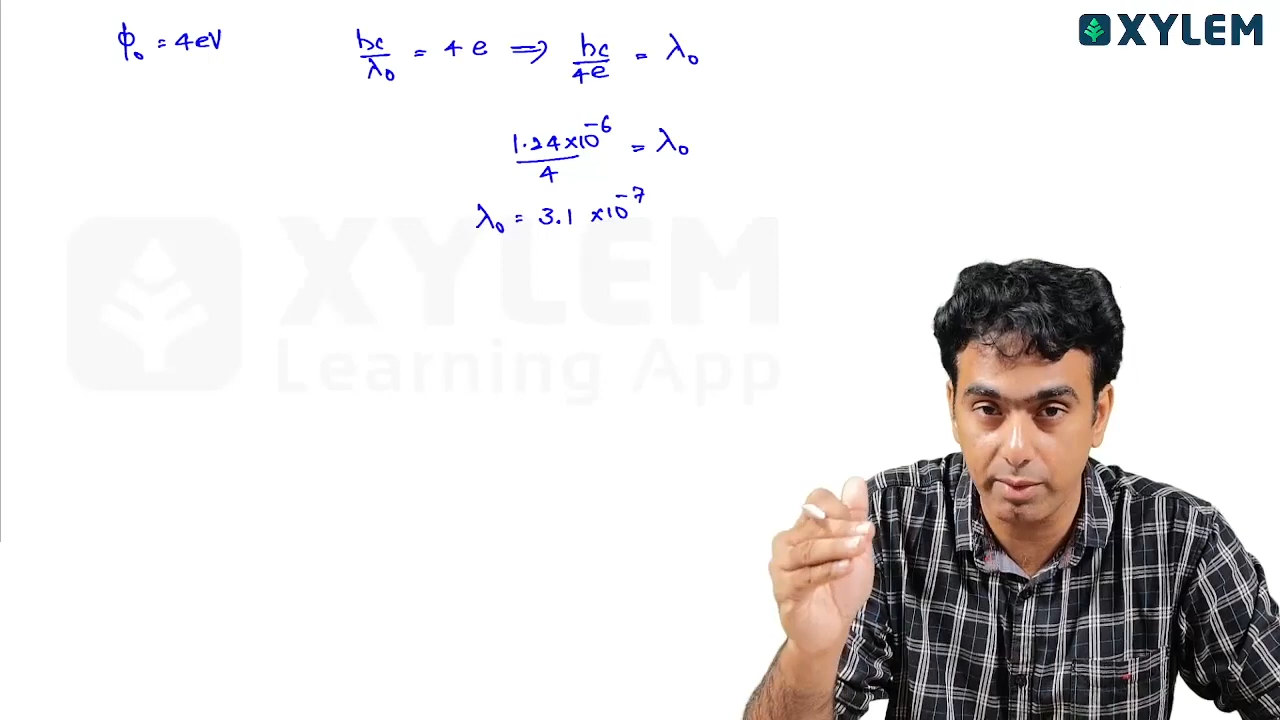 XYLEM
ϕ₀ = 4eV
hc/λ₀ = 4 e ⟹ hc/4e = λ₀
1.24×10⁻⁶/4 = λ₀
λ₀ = 3.1 ×10⁻⁷
XYLEM
Learning App